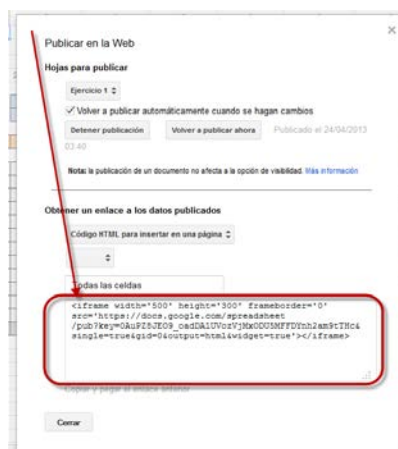 Publicar en la Web
Hojas para publicar
Ejercicio 1
Volver a publicar automáticamente cuando se hagan cambios
Detener publicación Volver a publicar ahora Publicado el 24/04/2013
03:40
Nota: la publicación de un documento no afecta a la opción de visibilidad. Más información
Obtener un enlace a los datos publicados
Código HTML para insertar en una página
Todas las celdas
<iframe width='500' height='300' frameborder='0'
src='https://docs.google.com/spreadsheet
single=true&gid=0&output=html&widget=true'></iframe>
Copiar y pegar el enlace anterior
Cerrar